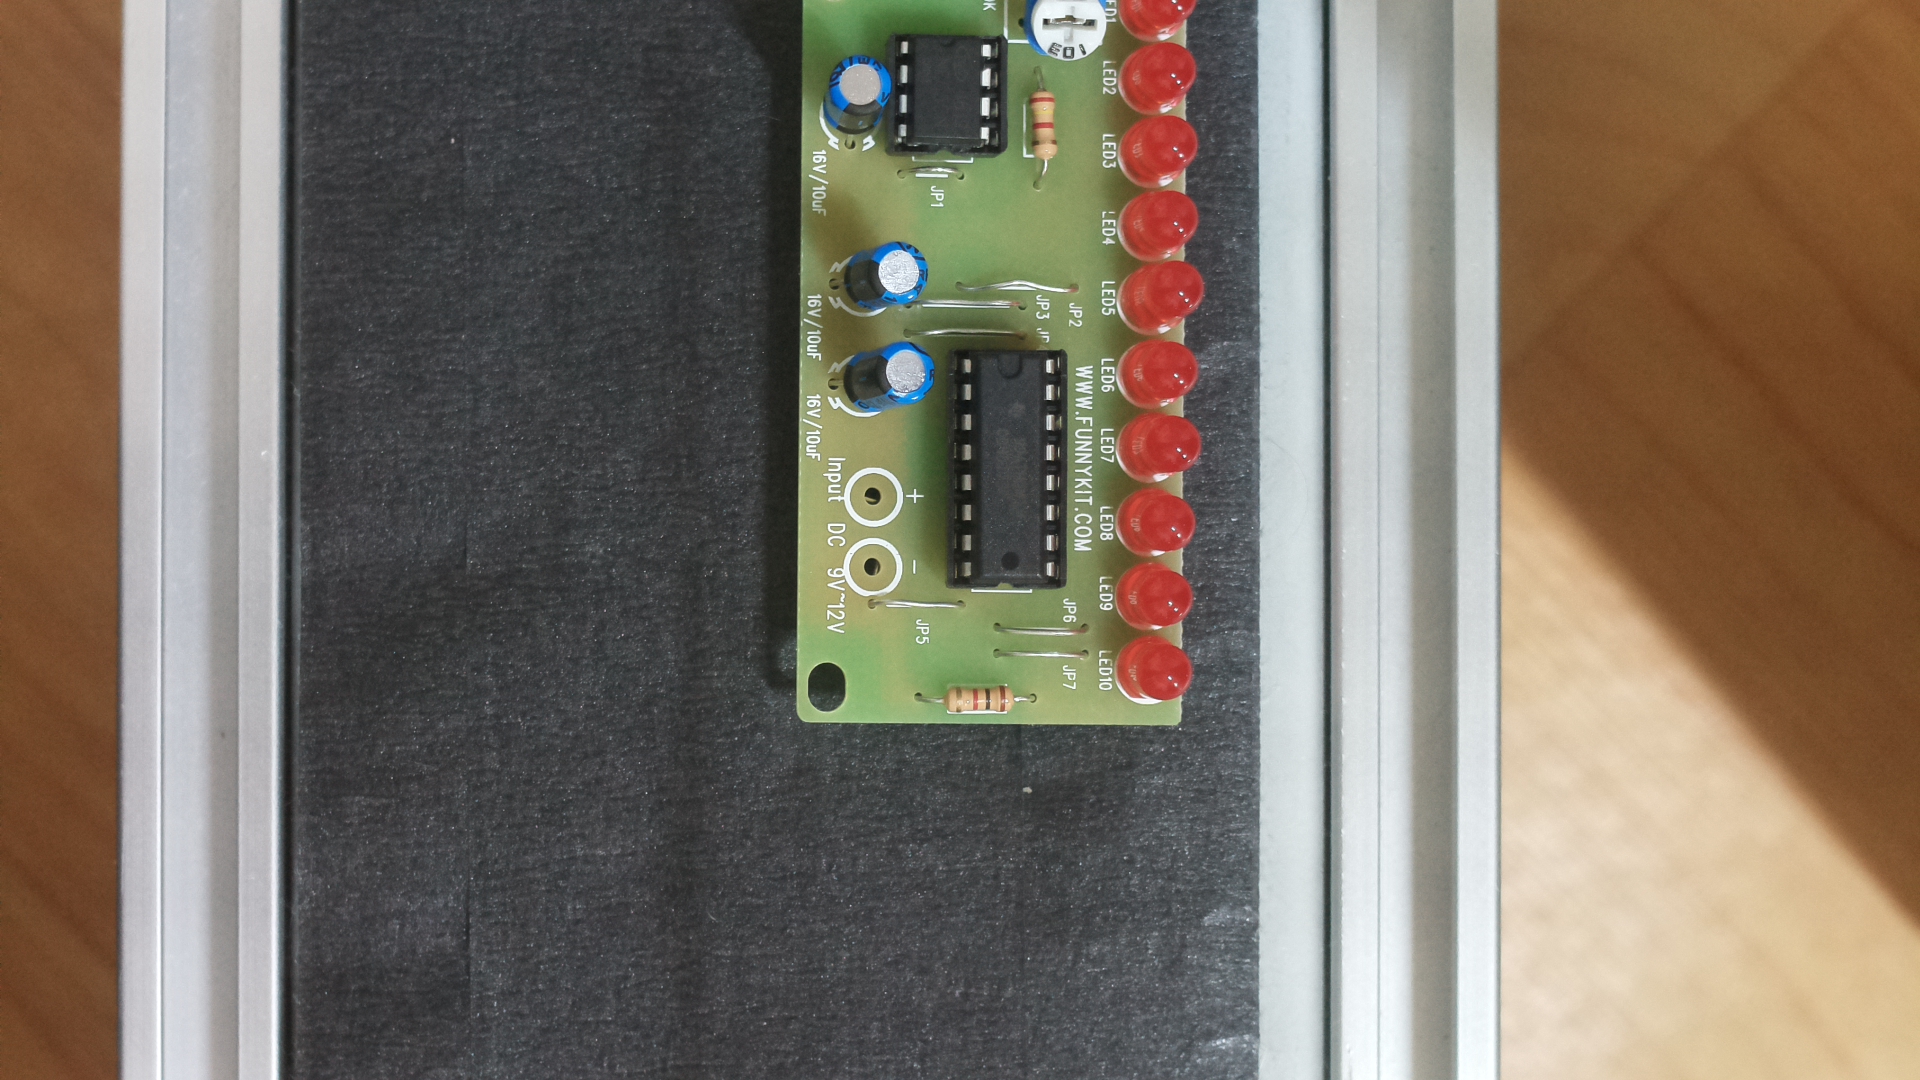 LED1
LED2
LED3
LED4
LED5
LED6
LED7
LED8
LED9
LED10
103
16V/10uF
JP1
16V/10uF
JP3
JP2
16V/10uF
WWW.FUNNYKIT.COM
Input DC 9V~12V
+
-
JP5
JP6
JP7